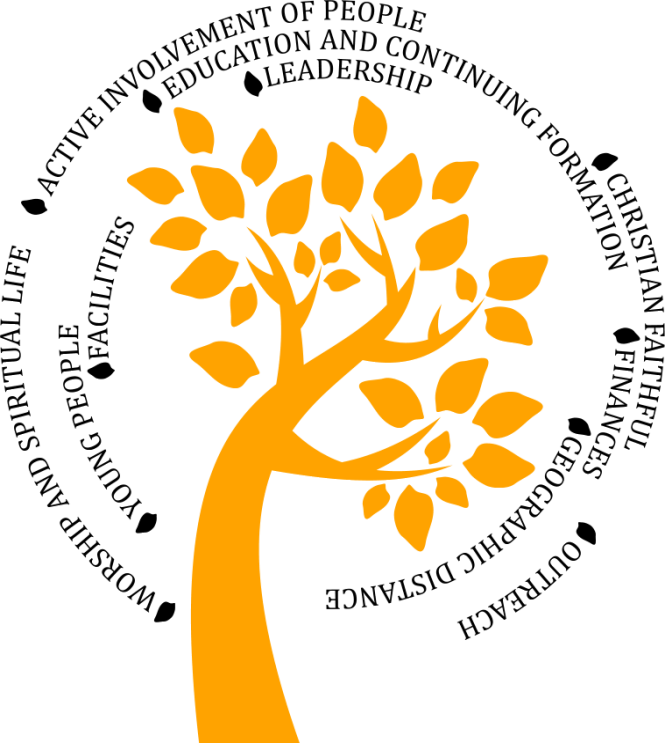 ACTIVE INVOLVEMENT OF PEOPLE
EDUCATION AND CONTINUING FORMATION
LEADERSHIP
CHRISTIAN FAITHFUL
FINANCES
GEOGRAPHIC DISTANCE
OUTREACH
FACILITIES
YOUNG PEOPLE
WORSHIP AND SPIRITUAL LIFE